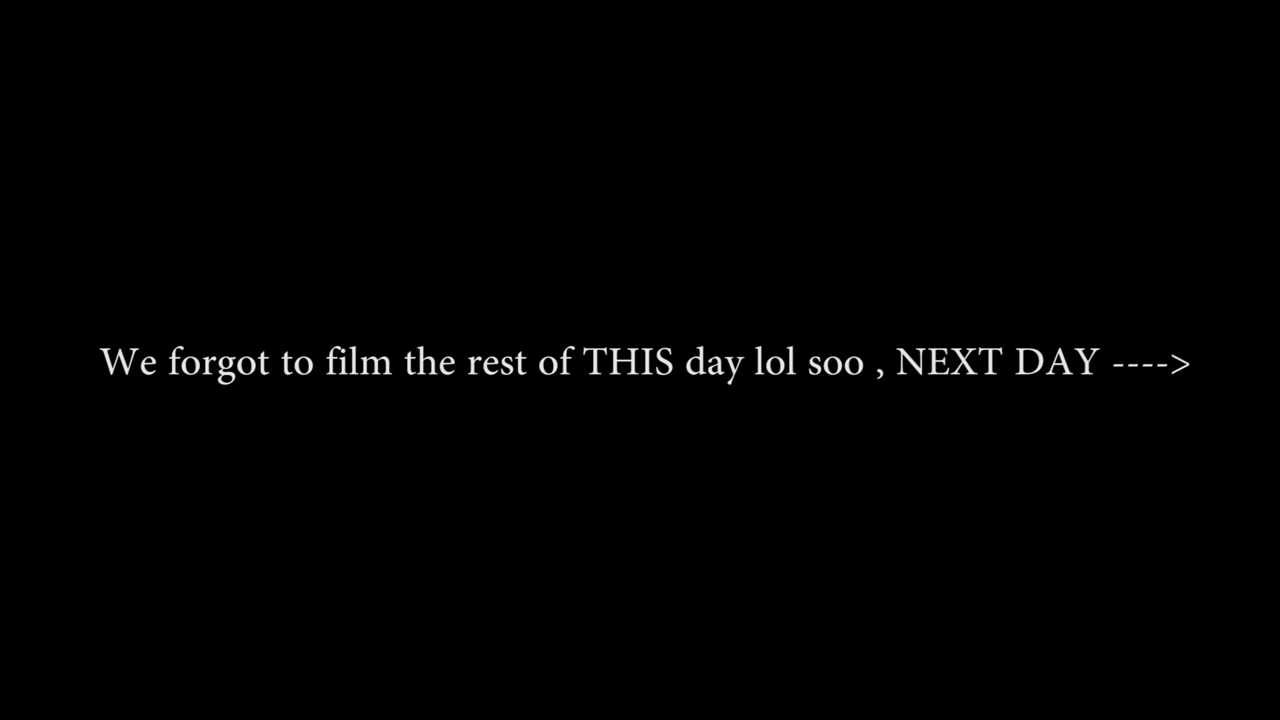 We forgot to film the rest of THIS day lol soo , NEXT DAY ---->